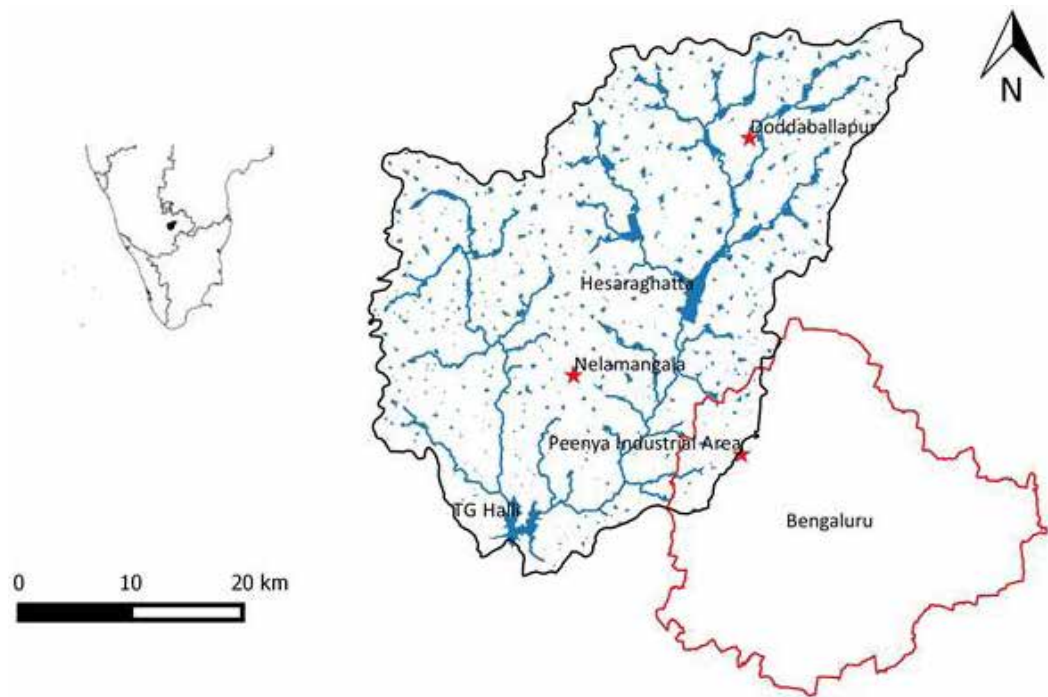 N
Doddaballapur
Hesaraghatta
Nelamangala
Peenya Industrial Area
TG Halli
Bengaluru
0 10 20 km